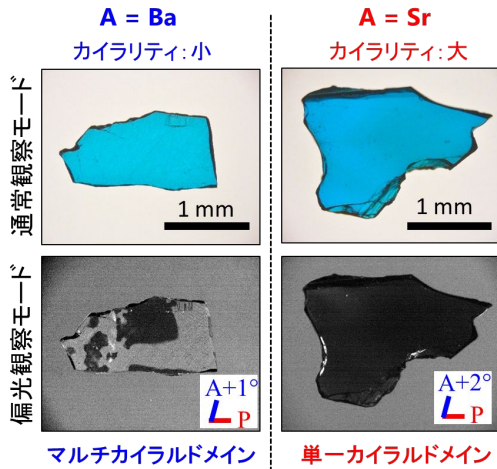 A = Ba
カイラリティ: 小
A = Sr
カイラリティ: 大
通常観察モード
1 mm
1 mm
偏光観察モード
A+1°
P
A+2°
P
マルチカイラルドメイン
単一カイラルドメイン